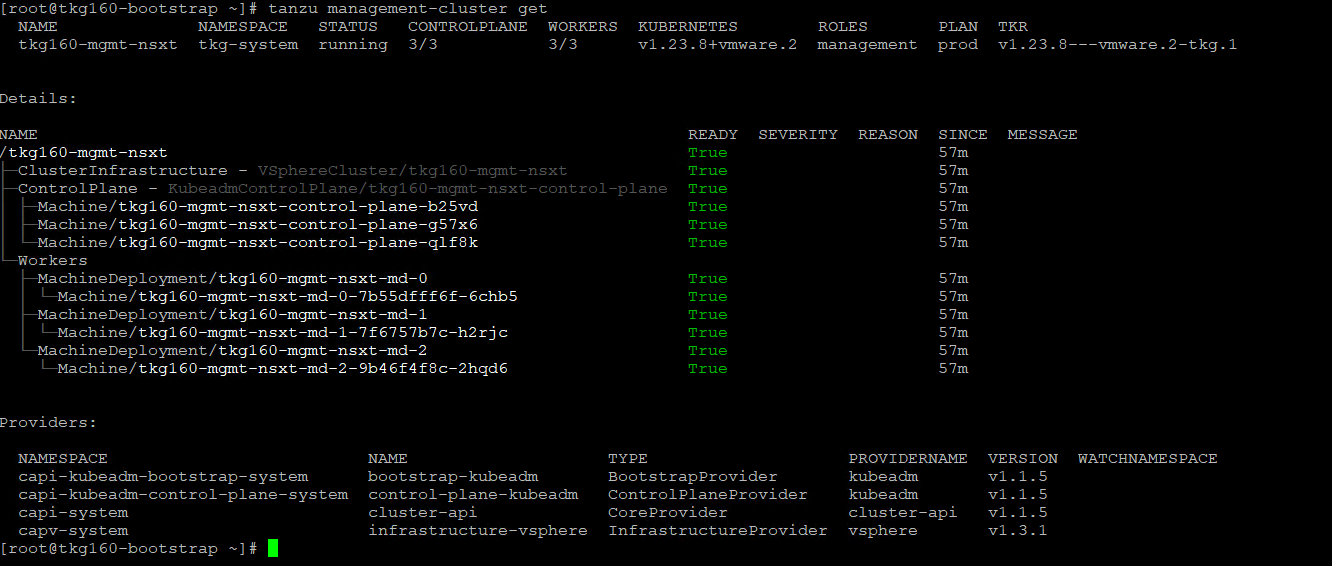 [root@tkg160-bootstrap ~]# tanzu management-cluster get
  NAME               NAMESPACE   STATUS   CONTROLPLANE  WORKERS  KUBERNETES        ROLES       PLAN  TKR
  tkg160-mgmt-nsxt  tkg-system  running  3/3           3/3      v1.23.8+vmware.2  management  prod  v1.23.8---vmware.2-tkg.1
Details:
NAME                                                                 READY  SEVERITY  REASON  SINCE  MESSAGE
/tkg160-mgmt-nsxt                                                    True                     57m
├─ClusterInfrastructure - VSphereCluster/tkg160-mgmt-nsxt            True                     57m
├─ControlPlane - KubeadmControlPlane/tkg160-mgmt-nsxt-control-plane  True                     57m
│ ├─Machine/tkg160-mgmt-nsxt-control-plane-b25vd                     True                     57m
│ ├─Machine/tkg160-mgmt-nsxt-control-plane-g57x6                     True                     57m
│ └─Machine/tkg160-mgmt-nsxt-control-plane-qlf8k                     True                     57m
└─Workers
  ├─MachineDeployment/tkg160-mgmt-nsxt-md-0                          True                     57m
  │ └─Machine/tkg160-mgmt-nsxt-md-0-7b55dfff6f-6chb5                 True                     57m
  ├─MachineDeployment/tkg160-mgmt-nsxt-md-1                          True                     57m
  │ └─Machine/tkg160-mgmt-nsxt-md-1-7f6757b7c-h2rjc                  True                     57m
  └─MachineDeployment/tkg160-mgmt-nsxt-md-2                          True                     57m
    └─Machine/tkg160-mgmt-nsxt-md-2-9b46f4f8c-2hqd6                  True                     57m
Providers:
  NAMESPACE                          NAME                    TYPE                    PROVIDERNAME  VERSION  WATCHNAMESPACE
  capi-kubeadm-bootstrap-system      bootstrap-kubeadm       BootstrapProvider       kubeadm       v1.1.5
  capi-kubeadm-control-plane-system  control-plane-kubeadm   ControlPlaneProvider    kubeadm       v1.1.5
  capi-system                        cluster-api             CoreProvider            cluster-api   v1.1.5
  capv-system                        infrastructure-vsphere  InfrastructureProvider  vsphere       v1.3.1
[root@tkg160-bootstrap ~]#